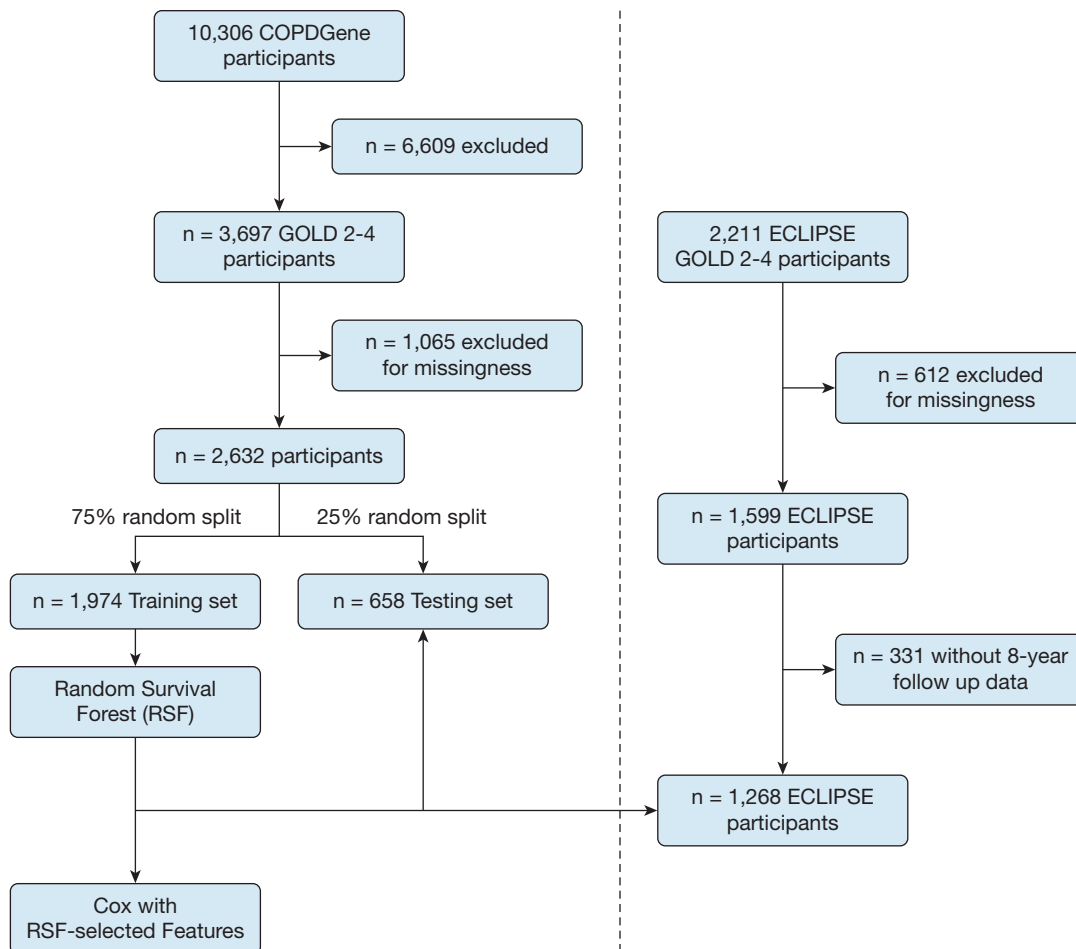 10,306 COPDGene
participants
n = 6,609 excluded
n = 3,697 GOLD 2-4
participants
n = 1,065 excluded
for missingness
n = 2,632 participants
75% random split
25% random split
n = 1,974 Training set
n = 658 Testing set
Random Survival
Forest (RSF)
Cox with
RSF-selected Features
2,211 ECLIPSE
GOLD 2-4 participants
n = 612 excluded
for missingness
n = 1,599 ECLIPSE
participants
n = 331 without 8-year
follow up data
n = 1,268 ECLIPSE
participants